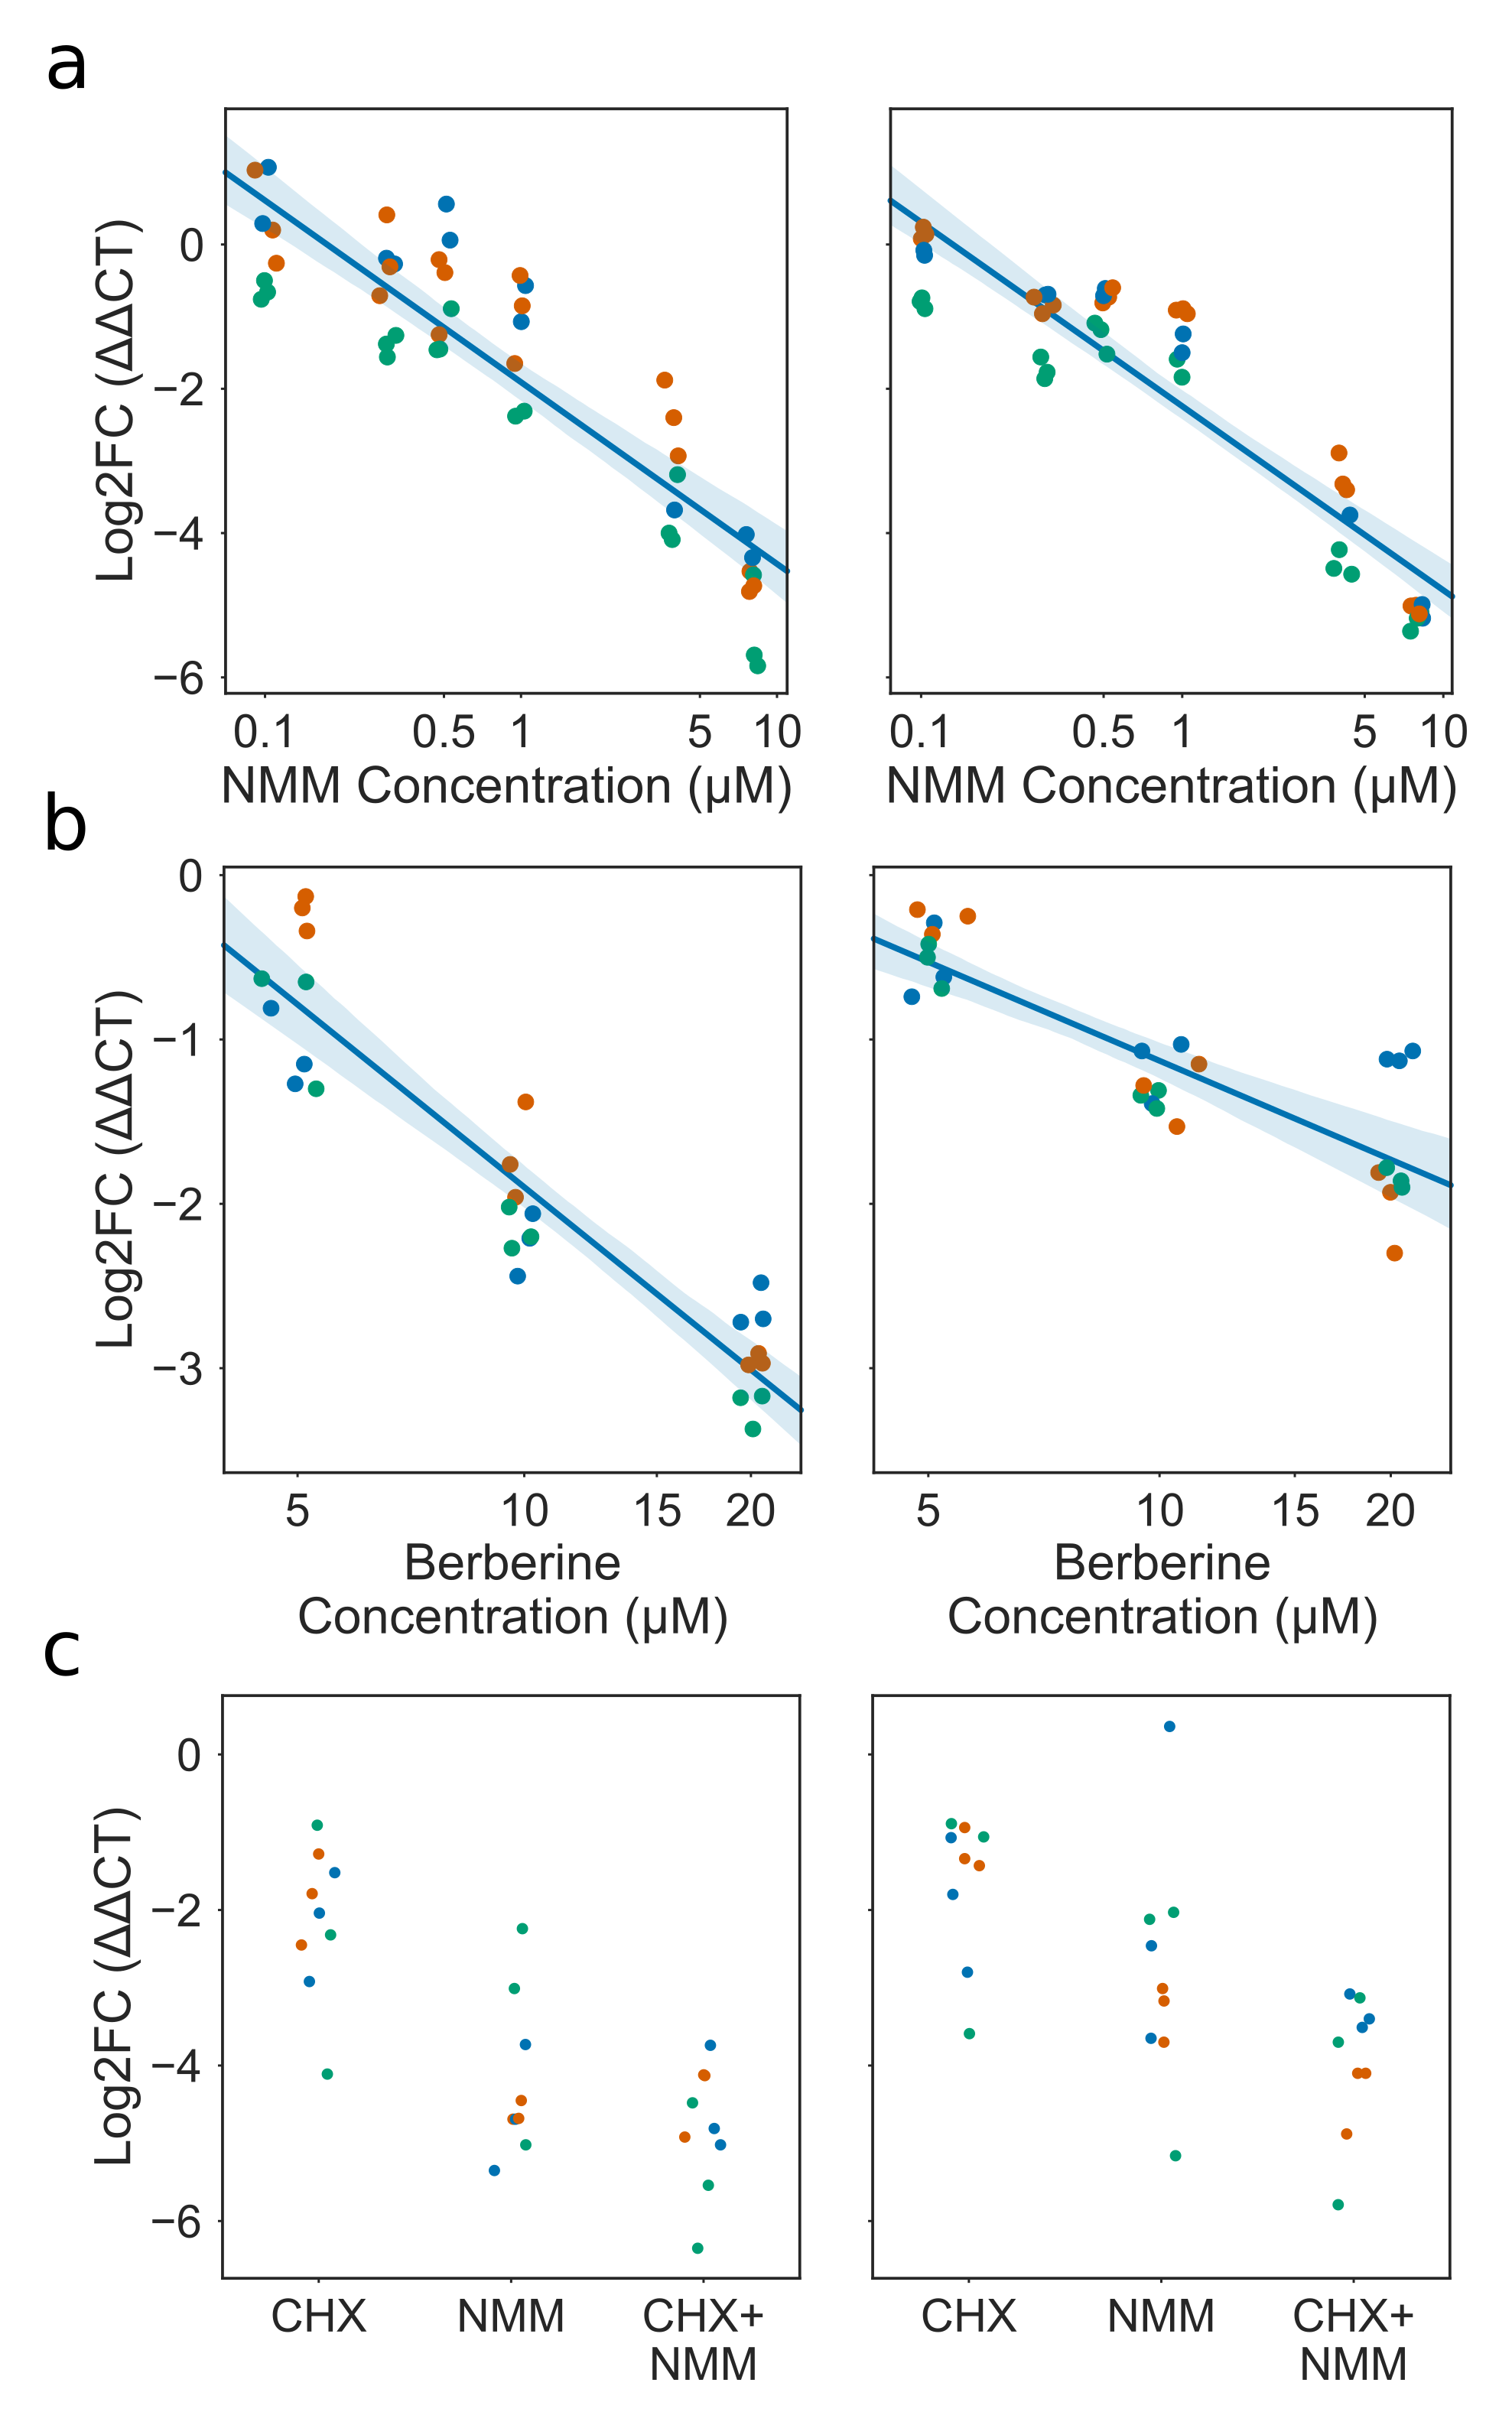 a
Log2FC (ΔΔCT)
0
−2
−4
−6
0.1 0.5 1 5 10
NMM Concentration (µM)
0.1 0.5 1 5 10
NMM Concentration (µM)
b
Log2FC (ΔΔCT)
0
−1
−2
−3
5 10 15 20
Berberine
Concentration (µM)
Log2FC (ΔΔCT)
5 10 15 20
Berberine
Concentration (µM)
c
Log2FC (ΔΔCT)
0
−2
−4
−6
CHX NMM CHX+
NMM
CHX NMM CHX+
NMM